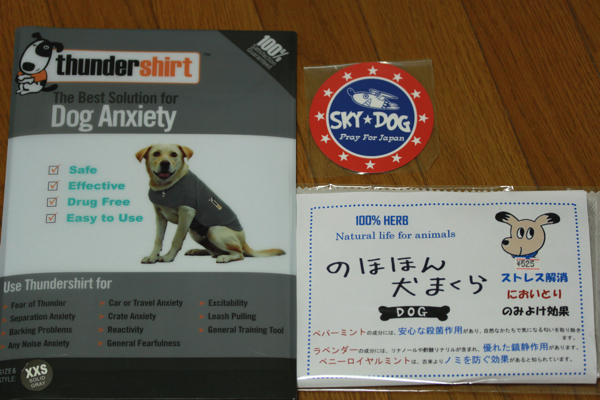 thundershirt™
100%
The Best Solution for
Dog Anxiety
Safe
Effective
Drug Free
Easy to Use
Use Thundershirt for
Fear of Thunder
Separation Anxiety
Barking Problems
Any Noise Anxiety
Car or Travel Anxiety
Crate Anxiety
Reactivity
General Fearfulness
Excitability
Leash Pulling
General Training Tool
SIZE &
STYLE:
XXS
SOLID
GRAY
SKY★DOG
Pray For Japan
100% HERB
Natural life for animals
のほほん
犬まくら
DOG
¥525
ストレス解消
においとり
のみよけ効果
ペパーミントの成分には、安心な殺菌作用があり、自然なかたちで気になる匂いを取り除きます。
ラベンダーの成分には、リナロールや酢酸リナリルが含まれ、優れた鎮静作用があります。
ペニーロイヤルミントは、古来よりノミを防ぐ効果があると知られています。